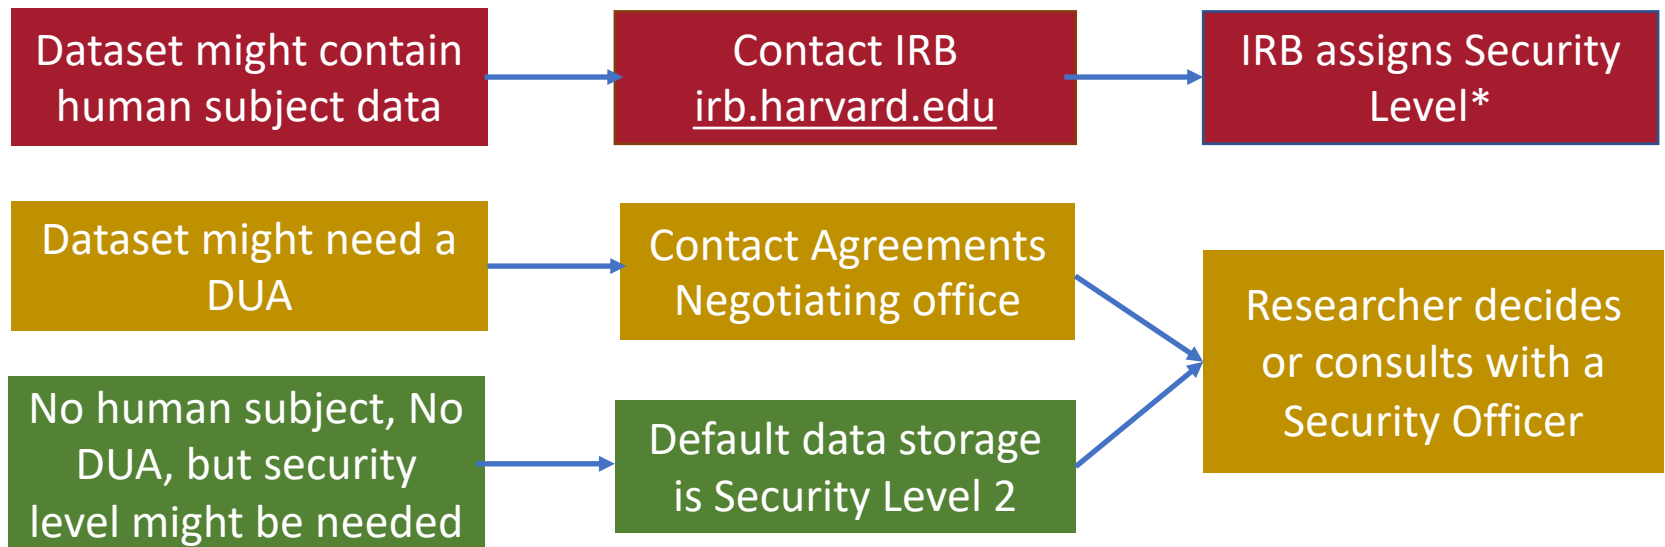 Dataset might contain
human subject data
Contact IRB
irb.harvard.edu
IRB assigns Security
Level*
Dataset might need a
DUA
Contact Agreements
Negotiating office
Researcher decides
or consults with a
Security Officer
No human subject, No
DUA, but security
level might be needed
Default data storage
is Security Level 2